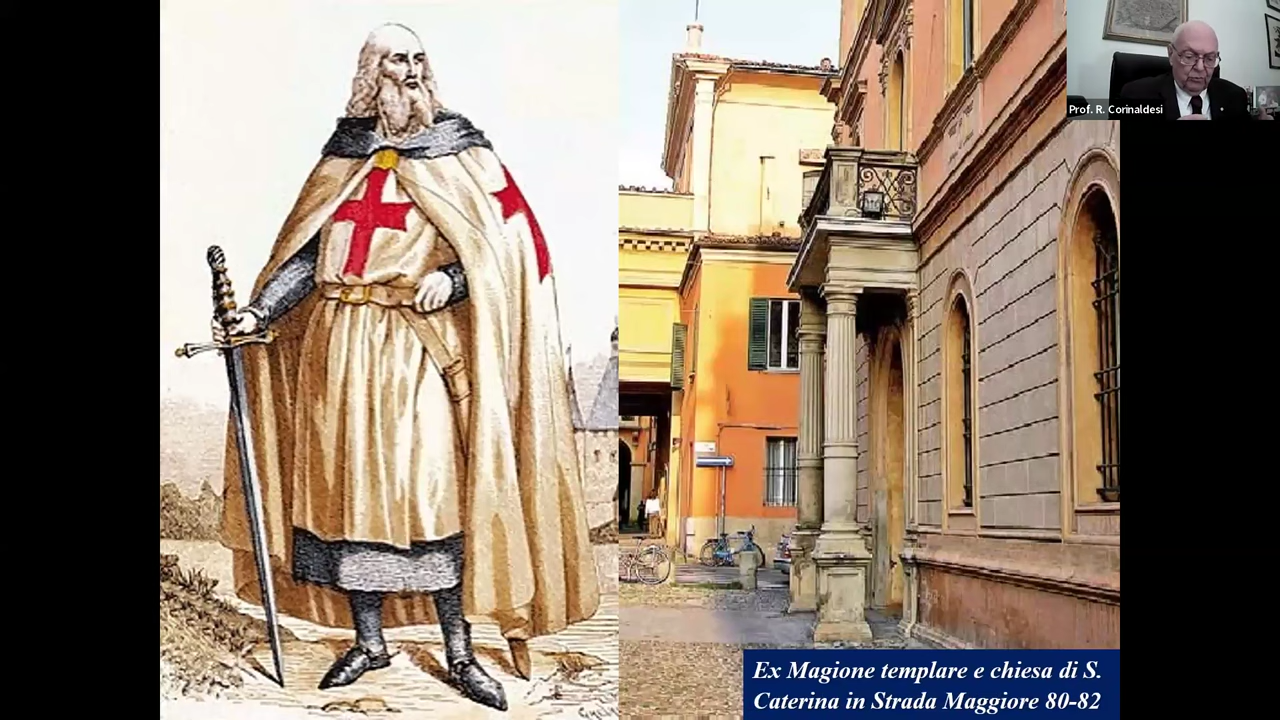 Prof. R. Corinaldesi
Ex Magione templare e chiesa di S.
Caterina in Strada Maggiore 80-82